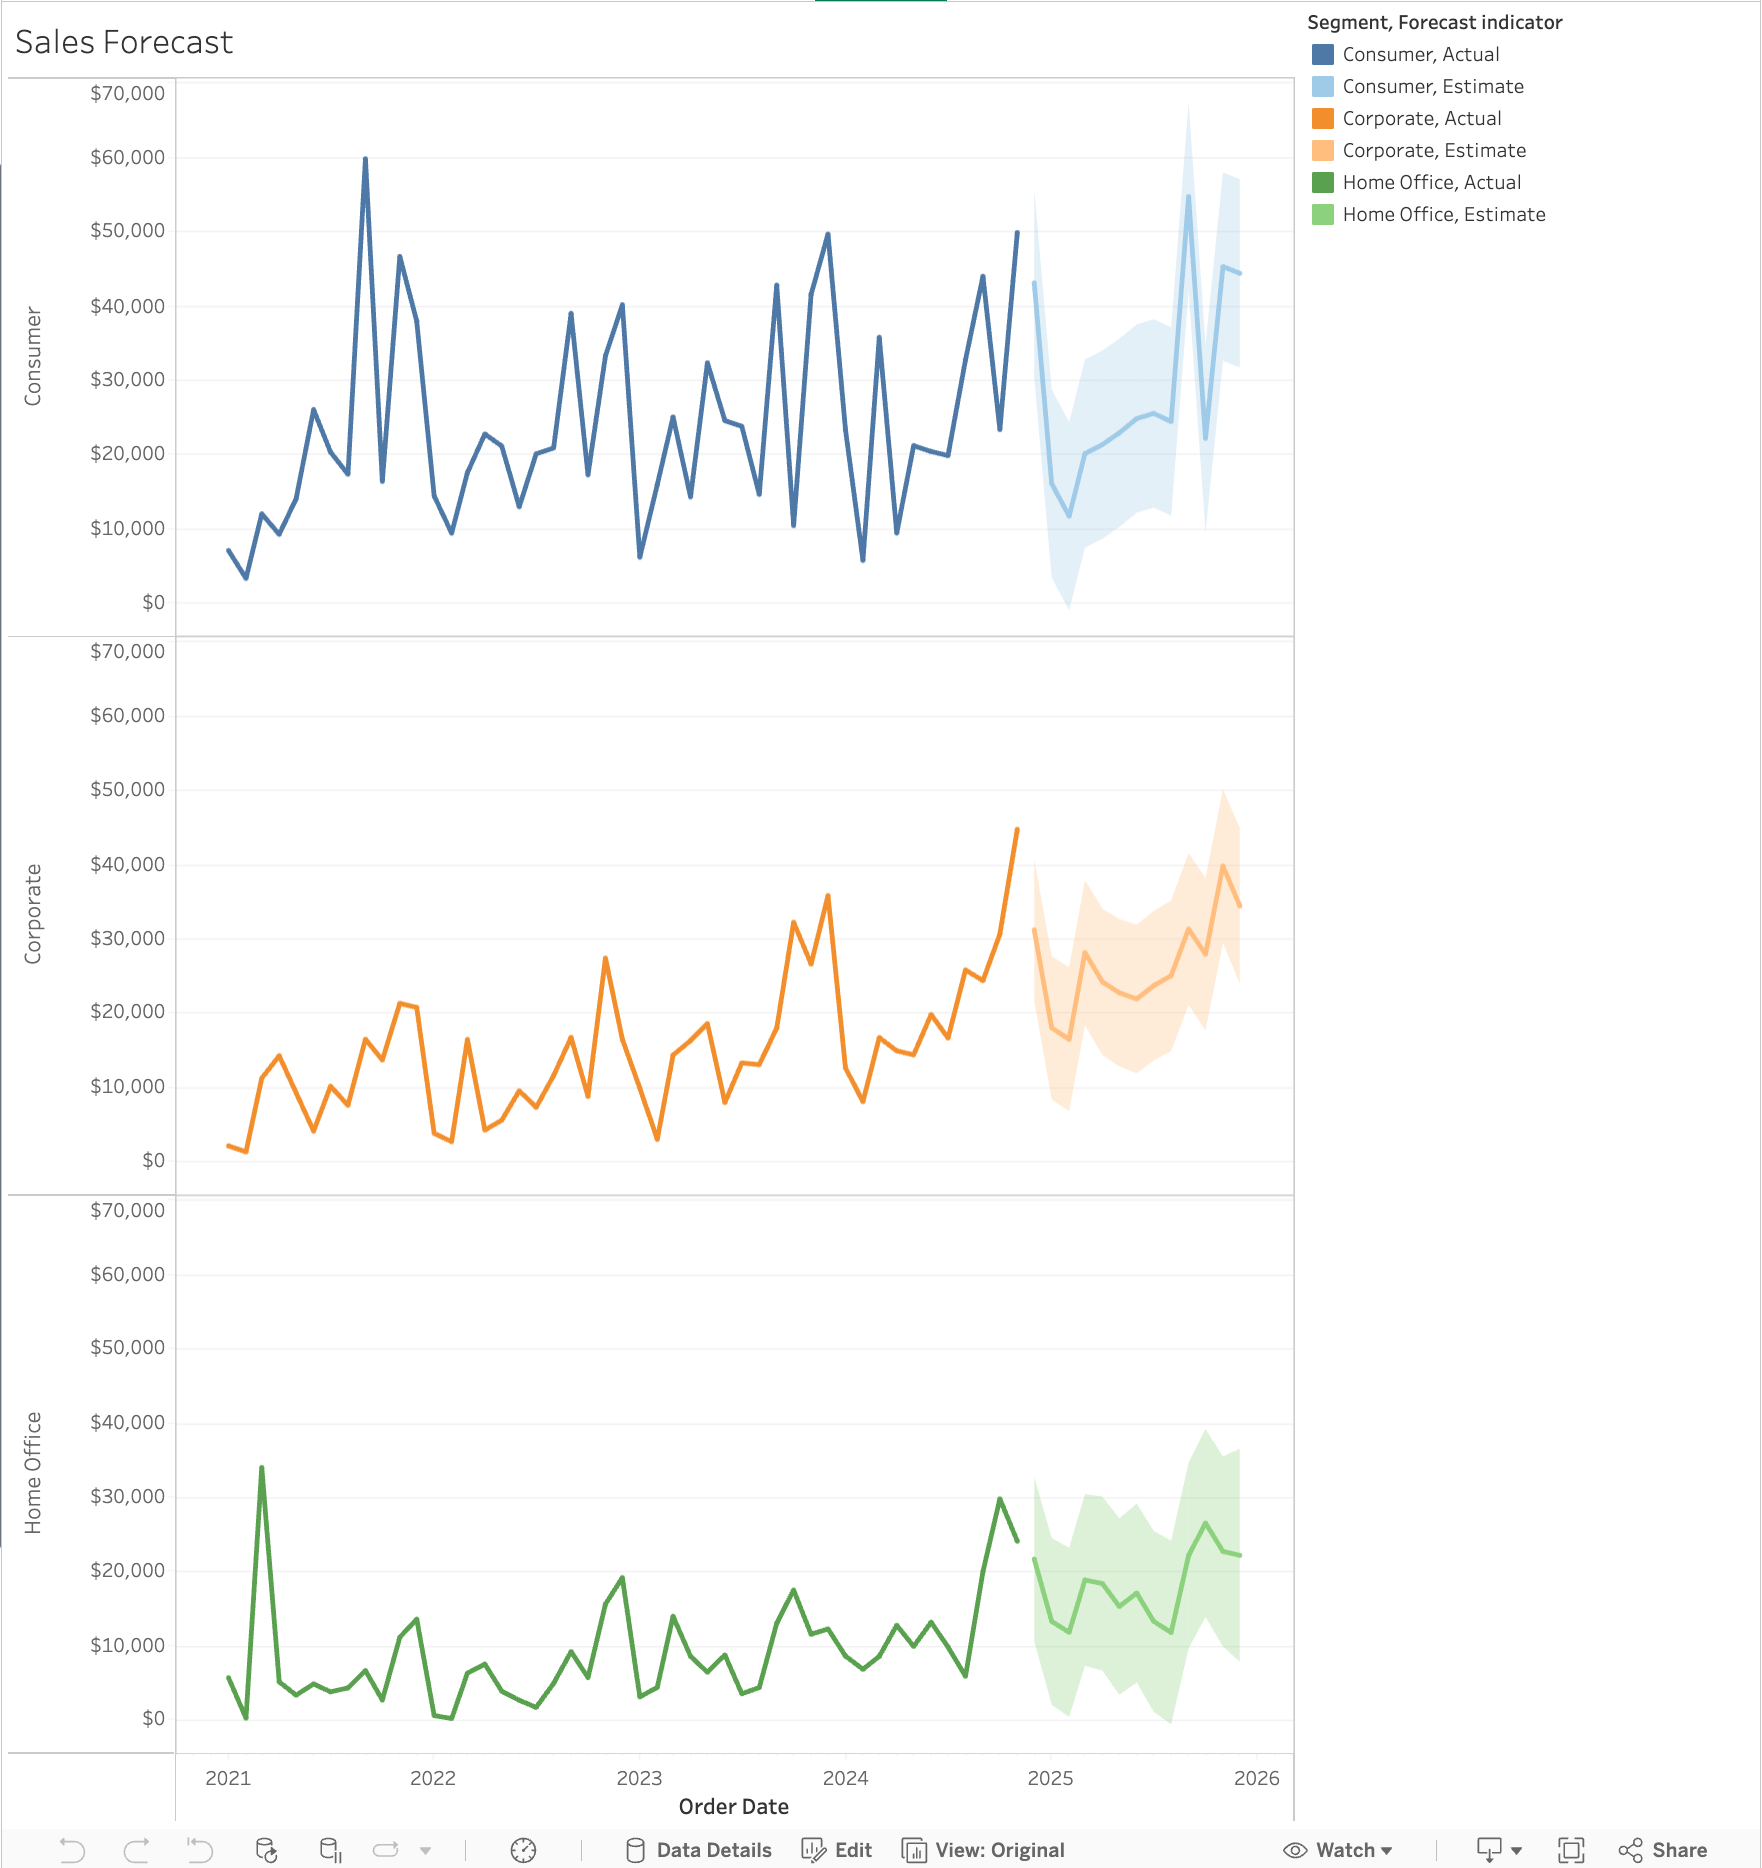 Sales Forecast
Segment, Forecast indicator
Consumer, Actual
Consumer, Estimate
Corporate, Actual
Corporate, Estimate
Home Office, Actual
Home Office, Estimate
Consumer
$70,000
$60,000
$50,000
$40,000
$30,000
$20,000
$10,000
$0
Corporate
$70,000
$60,000
$50,000
$40,000
$30,000
$20,000
$10,000
$0
Home Office
$70,000
$60,000
$50,000
$40,000
$30,000
$20,000
$10,000
$0
2021 2022 2023 2024 2025 2026
Order Date
Data Details Edit View: Original Watch Share